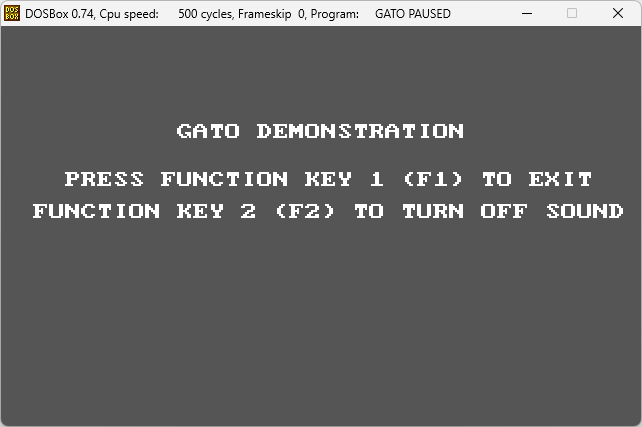 DOSBox 0.74, Cpu speed: 500 cycles, Frameskip 0, Program: GATO PAUSED
GATO DEMONSTRATION
PRESS FUNCTION KEY 1 (F1) TO EXIT
FUNCTION KEY 2 (F2) TO TURN OFF SOUND